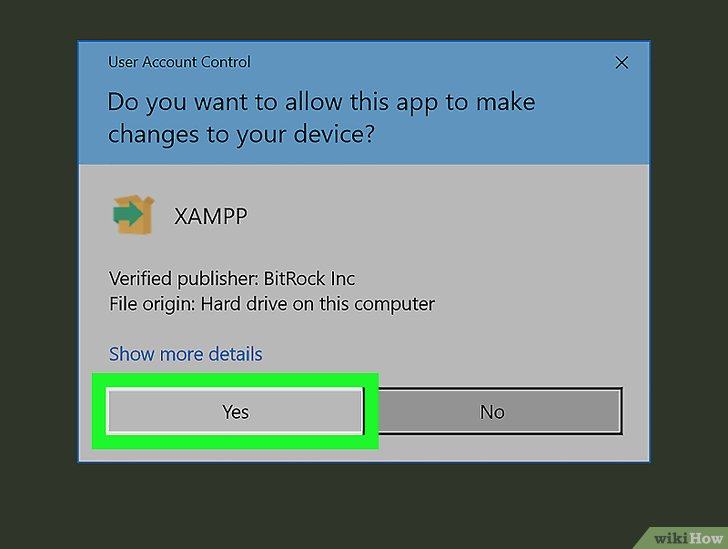 User Account Control
Do you want to allow this app to make
changes to your device?
XAMPP
Verified publisher: BitRock Inc
File origin: Hard drive on this computer
Show more details
Yes
No
wikiHow